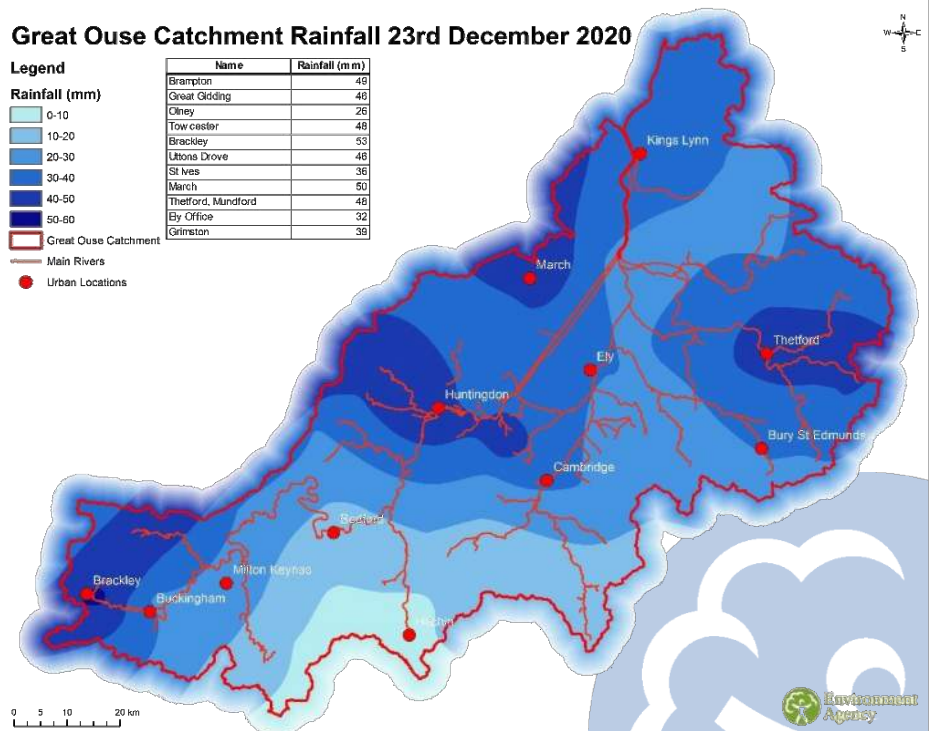 Great Ouse Catchment Rainfall 23rd December 2020
N
W E
S
Legend
Rainfall (mm)
0-10
10-20
20-30
30-40
40-50
50-60
Great Ouse Catchment
Main Rivers
Urban Locations
Name Rainfall (mm)
Brampton 49
Great Gidding 46
Olney 26
Towcester 48
Brackley 53
Uttons Drove 46
St Ives 36
March 50
Thetford, Mundford 48
Ely Office 32
Grimston 39
Kings Lynn
March
Thetford
Ely
Huntingdon
Bury St Edmunds
Cambridge
Bedford
Milton Keynes
Brackley
Buckingham
Hitchin
0 5 10 20 km
Environment
Agency